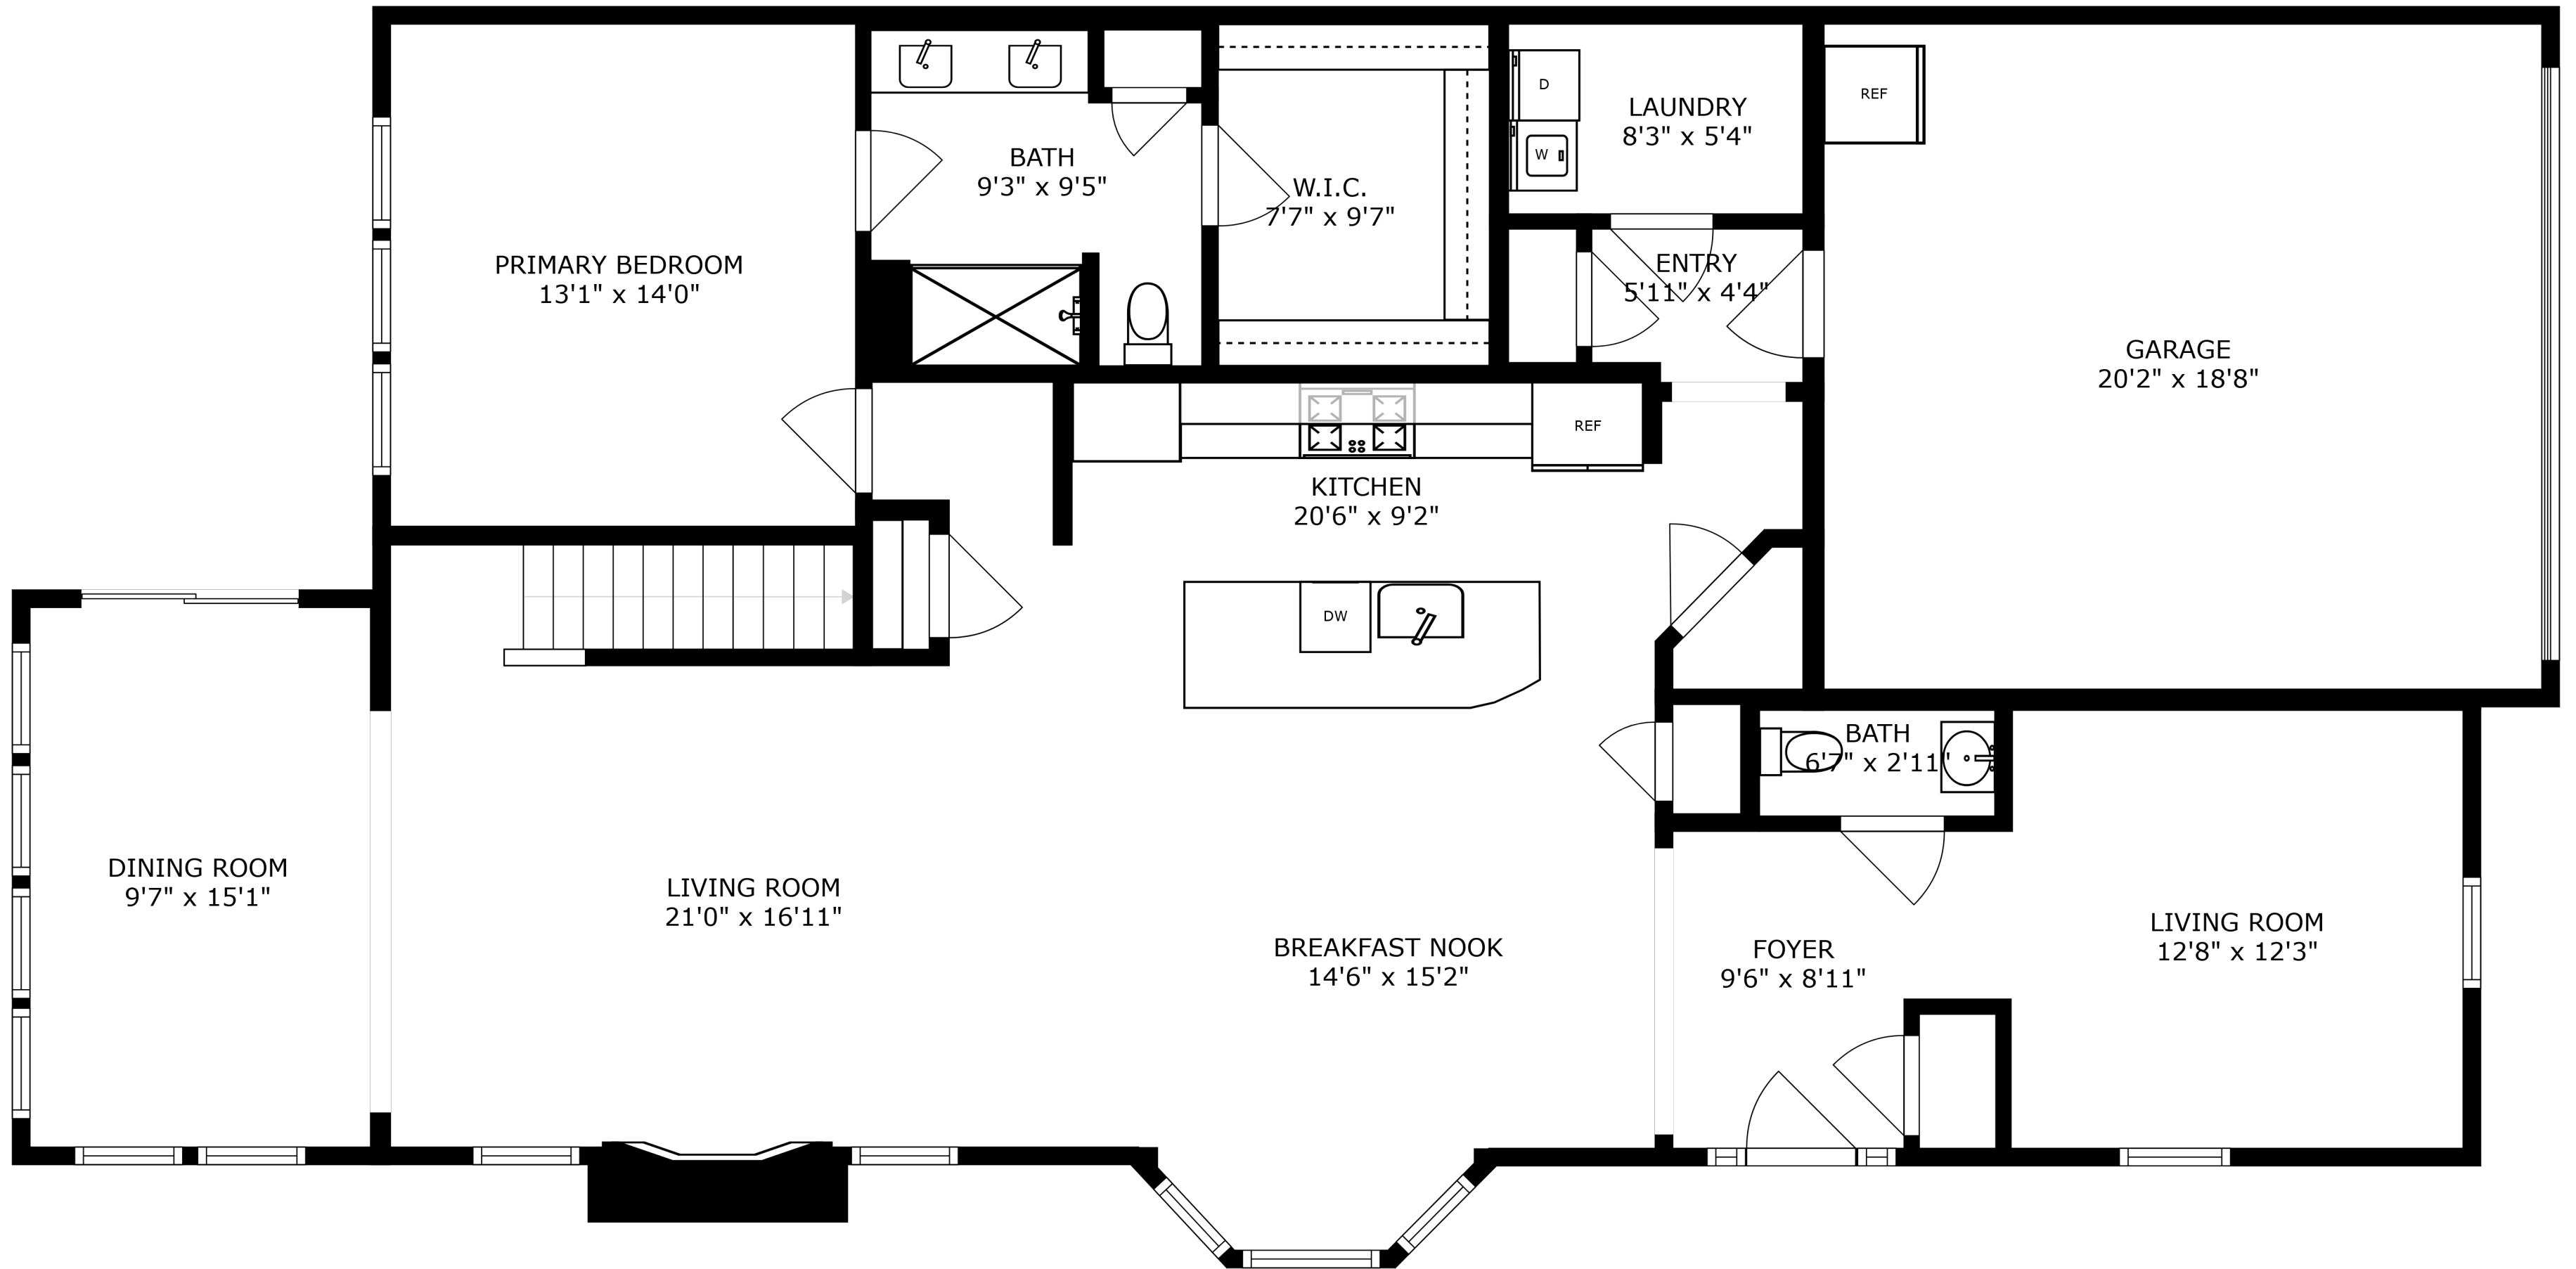 D
W
LAUNDRY
8'3" x 5'4"
REF
BATH
9'3" x 9'5"
W.I.C.
7'7" x 9'7"
PRIMARY BEDROOM
13'1" x 14'0"
ENTRY
5'11" x 4'4"
GARAGE
20'2" x 18'8"
REF
KITCHEN
20'6" x 9'2"
DW
BATH
6'7" x 2'11"
DINING ROOM
9'7" x 15'1"
LIVING ROOM
21'0" x 16'11"
BREAKFAST NOOK
14'6" x 15'2"
FOYER
9'6" x 8'11"
LIVING ROOM
12'8" x 12'3"